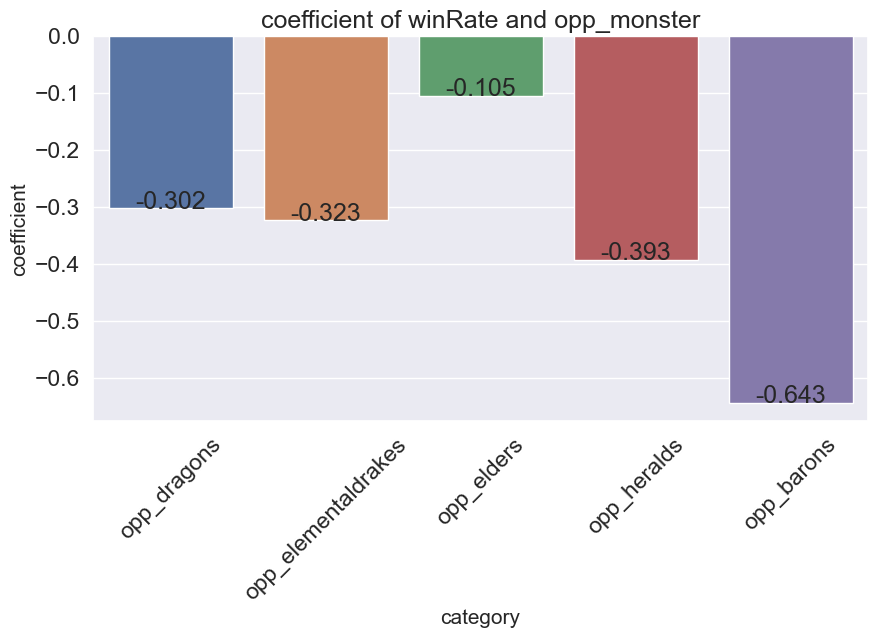 coefficient of winRate and opp_monster
coefficient
0.0
−0.1
−0.2
−0.3
−0.4
−0.5
−0.6
-0.302
-0.323
-0.105
-0.393
-0.643
opp_dragons
opp_elementaldrakes
opp_elders
opp_heralds
opp_barons
category